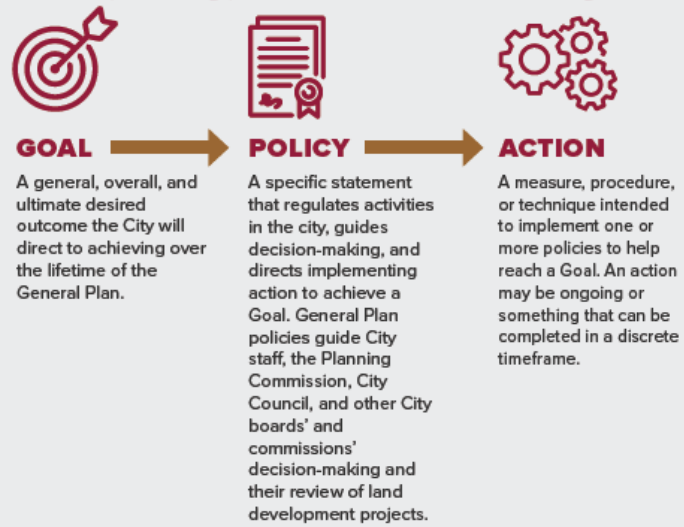 GOAL
A general, overall, and
ultimate desired
outcome the City will
direct to achieving over
the lifetime of the
General Plan.
POLICY
A specific statement
that regulates activities
in the city, guides
decision-making, and
directs implementing
action to achieve a
Goal. General Plan
policies guide City
staff, the Planning
Commission, City
Council, and other City
boards’ and
commissions’
decision-making and
their review of land
development projects.
ACTION
A measure, procedure,
or technique intended
to implement one or
more policies to help
reach a Goal. An action
may be ongoing or
something that can be
completed in a discrete
timeframe.